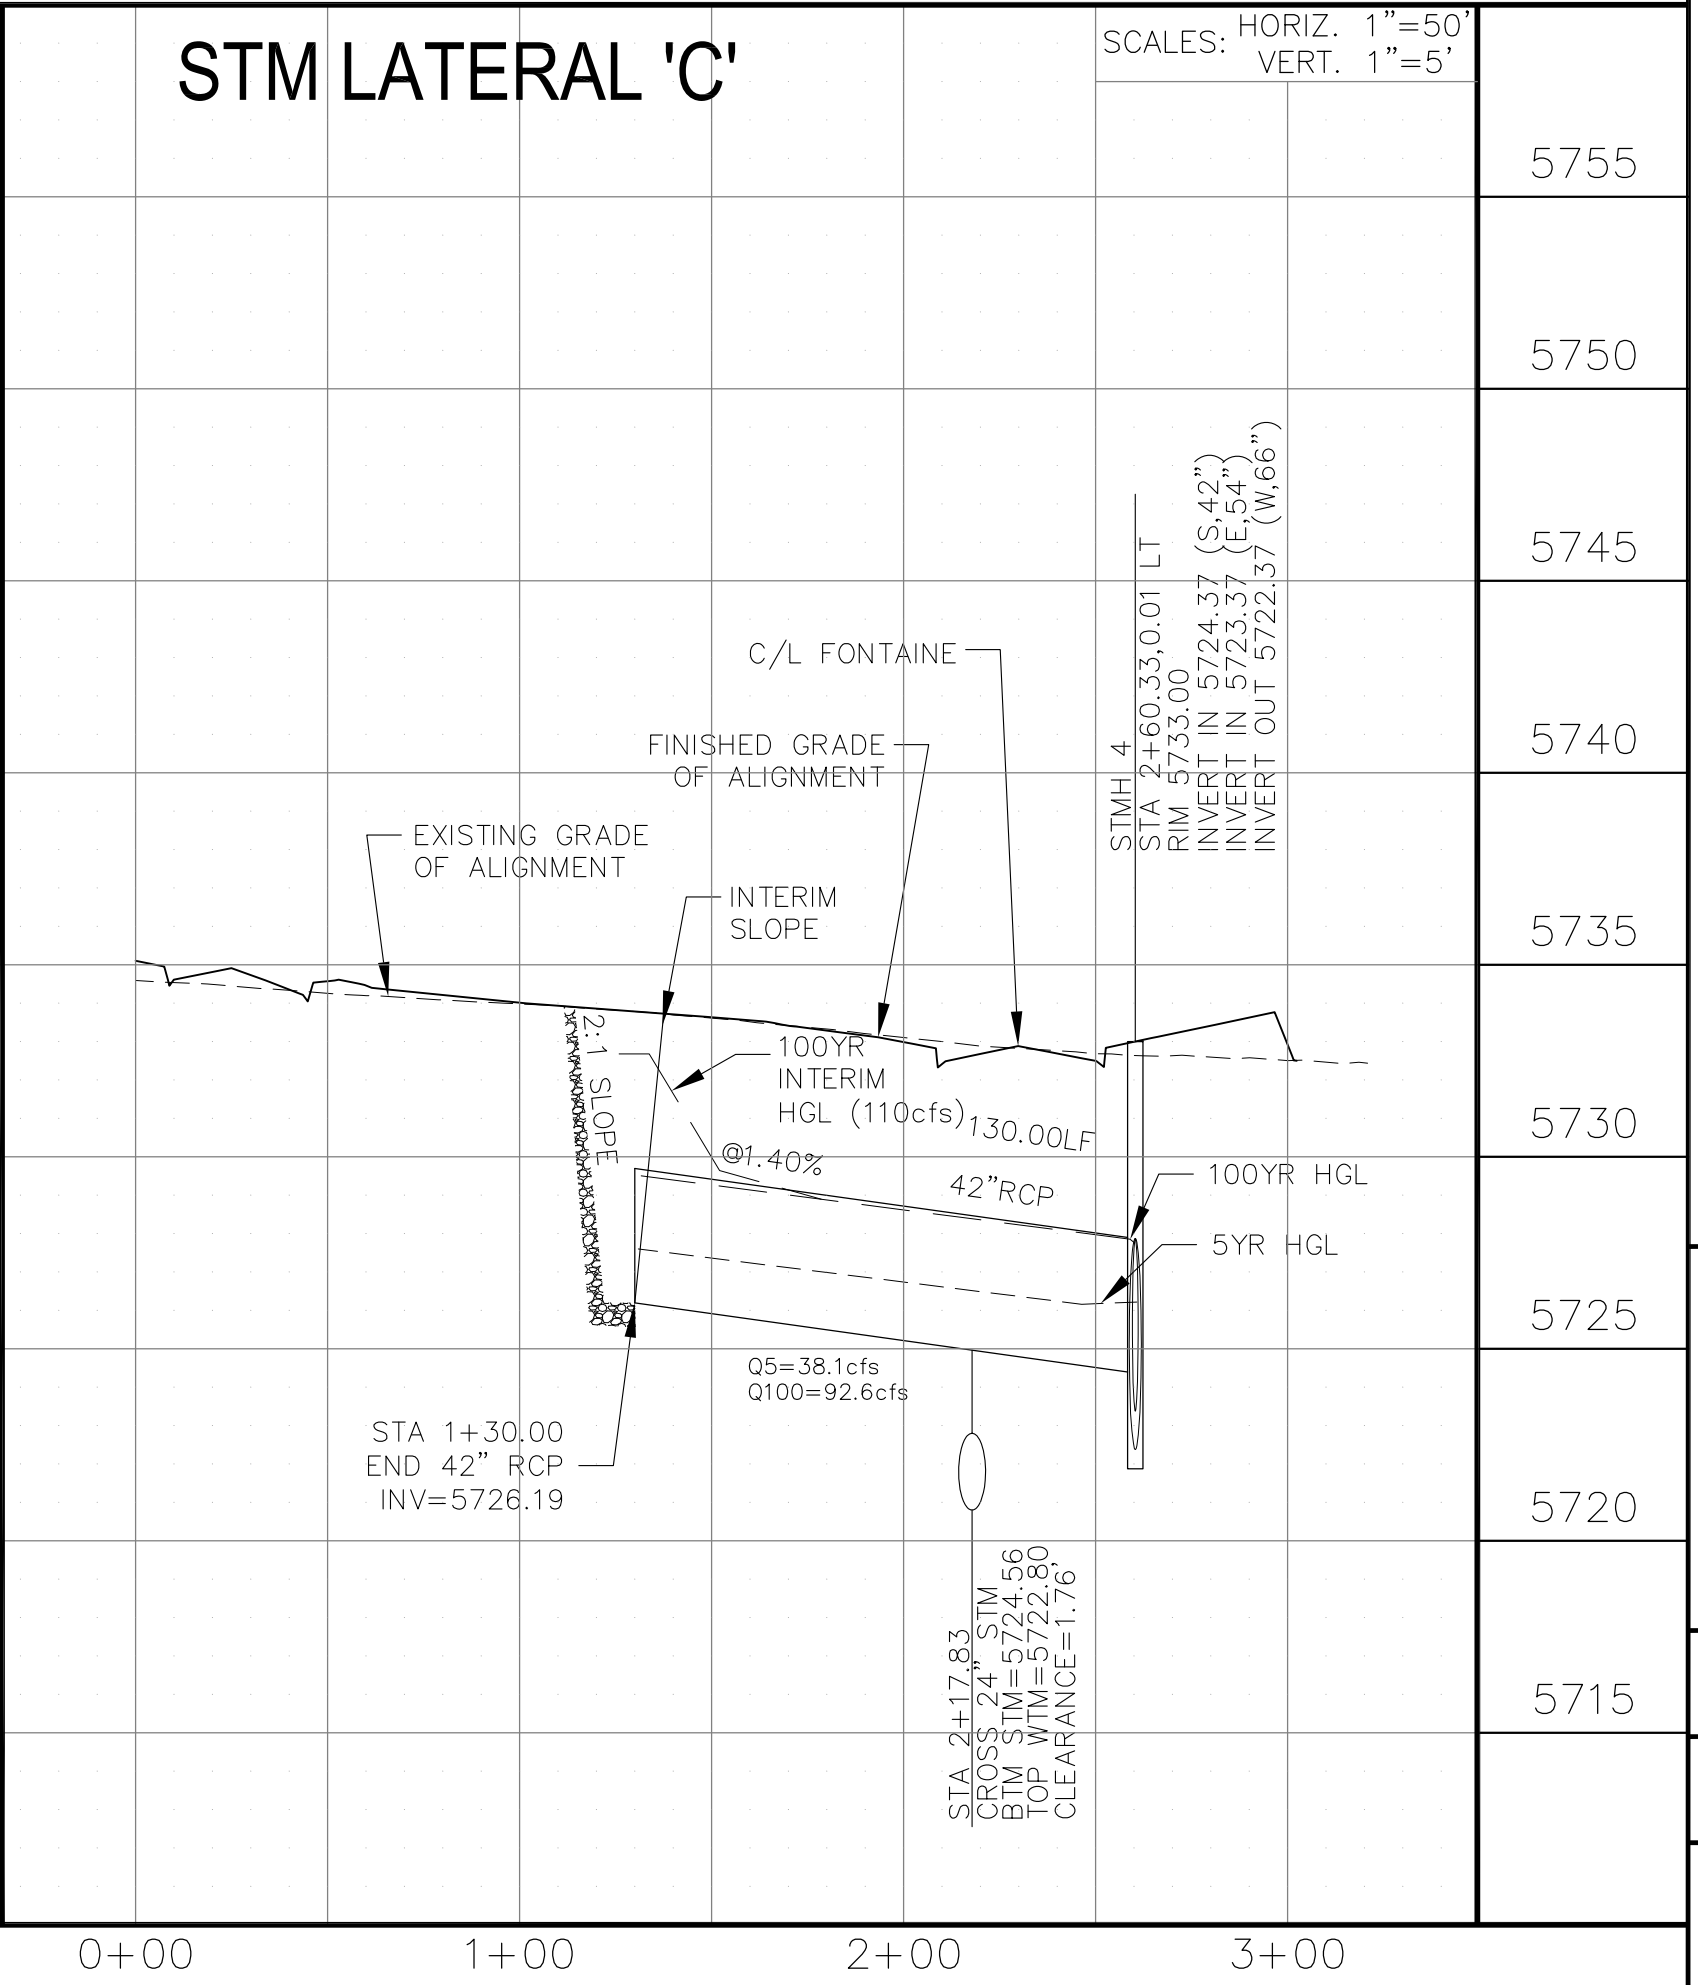 STM LATERAL 'C'
SCALES: HORIZ. 1"=50'
VERT. 1"=5'
5755
5750
5745
5740
5735
5730
5725
5720
5715
C/L FONTAINE
FINISHED GRADE
OF ALIGNMENT
EXISTING GRADE
OF ALIGNMENT
INTERIM
SLOPE
STMH 4
STA 2+60.33,0.01 LT
RIM 5733.00
INVERT IN 5724.37 (S,42")
INVERT IN 5723.37 (E,54")
INVERT OUT 5722.37 (W,66")
2:1 SLOPE
100YR
INTERIM
HGL (110cfs)
130.00LF
@1.40%
42"RCP
100YR HGL
5YR HGL
Q5=38.1cfs
Q100=92.6cfs
STA 1+30.00
END 42" RCP
INV=5726.19
STA 2+17.83
CROSS 24" STM
BTM STM=5724.56
TOP WTM=5722.80
CLEARANCE=1.76'
0+00
1+00
2+00
3+00